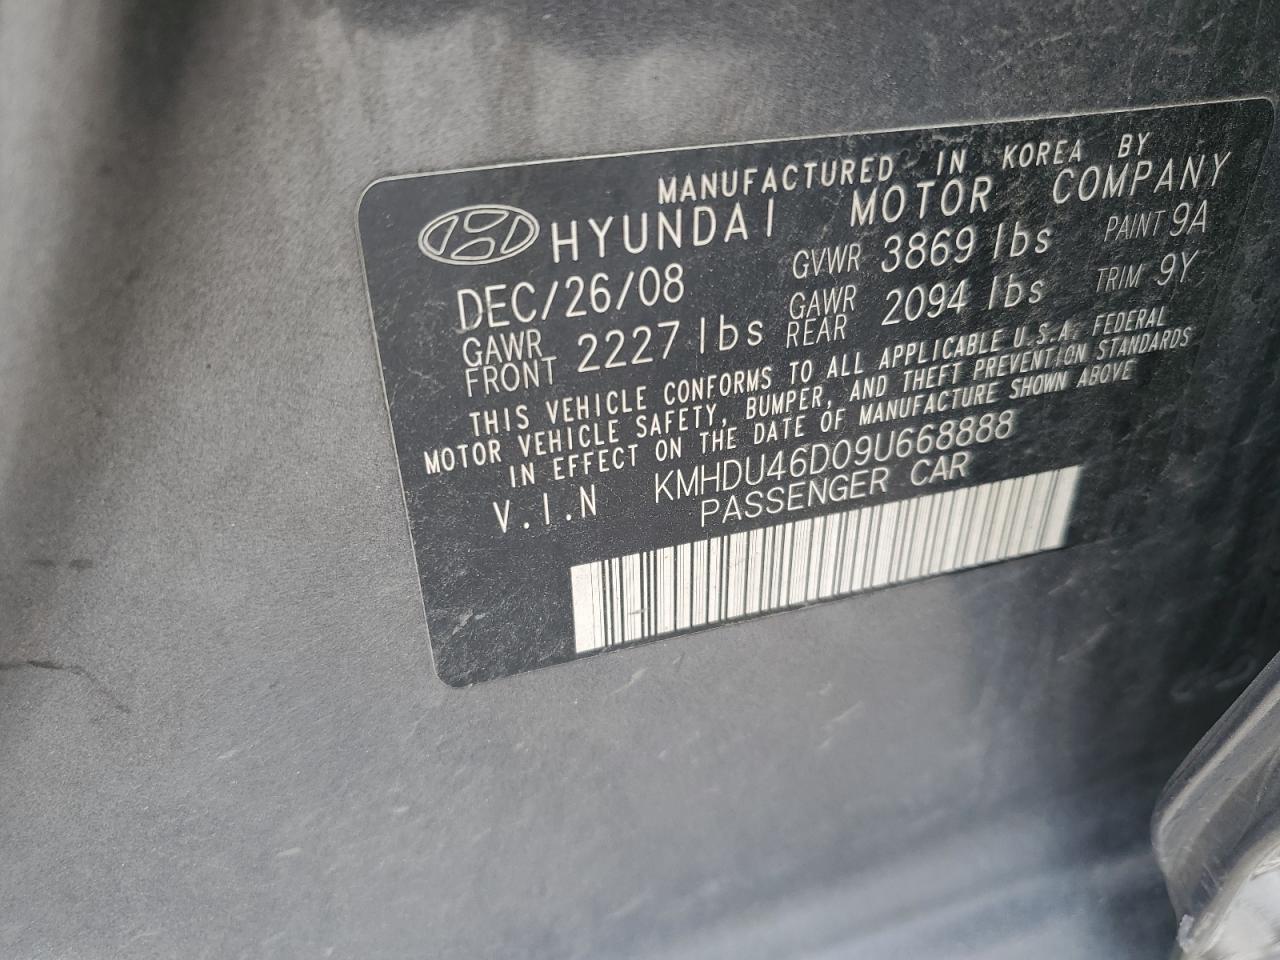 MANUFACTURED IN KOREA BY
HYUNDAI MOTOR COMPANY
DEC/26/08 GVWR 3869 lbs PAINT 9A
GAWR FRONT 2227 lbs GAWR REAR 2094 lbs TRIM 9Y
THIS VEHICLE CONFORMS TO ALL APPLICABLE U.S.A. FEDERAL
MOTOR VEHICLE SAFETY, BUMPER, AND THEFT PREVENTION STANDARDS
IN EFFECT ON THE DATE OF MANUFACTURE SHOWN ABOVE
V.I.N KMHDU46D09U668888
PASSENGER CAR